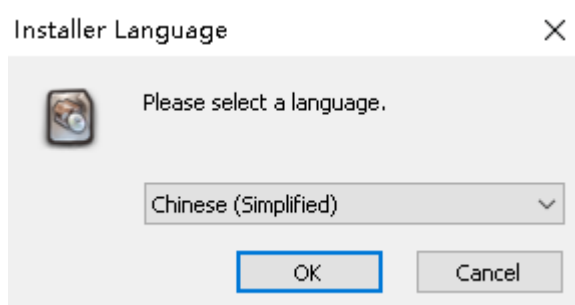 Installer Language
Please select a language.
Chinese (Simplified)
OK
Cancel